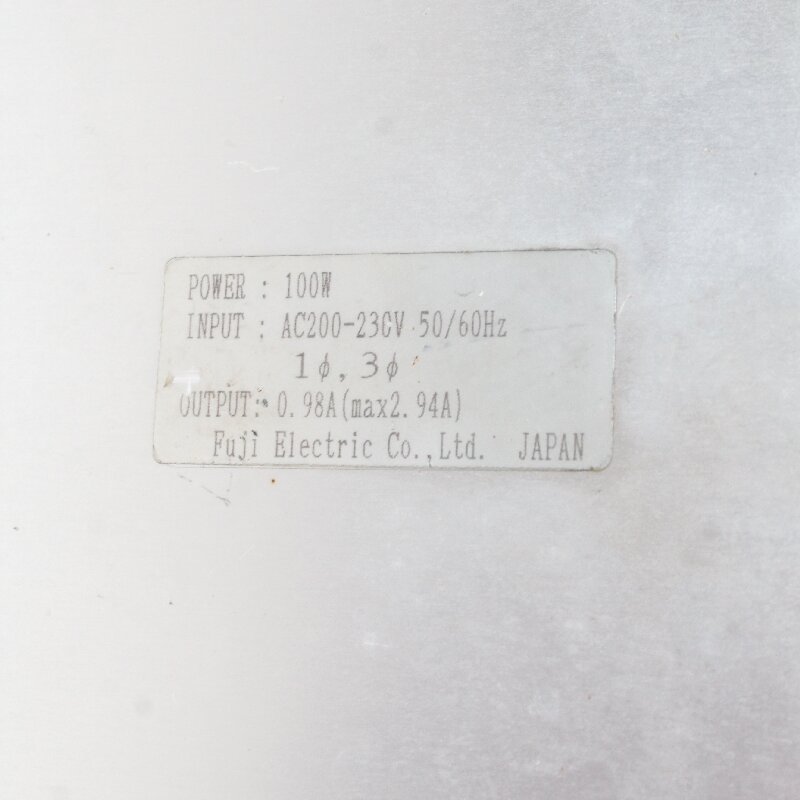 POWER : 100W
INPUT : AC200-230V 50/60Hz
1ϕ, 3ϕ
OUTPUT: 0.98A(max2.94A)
Fuji Electric Co.,Ltd. JAPAN